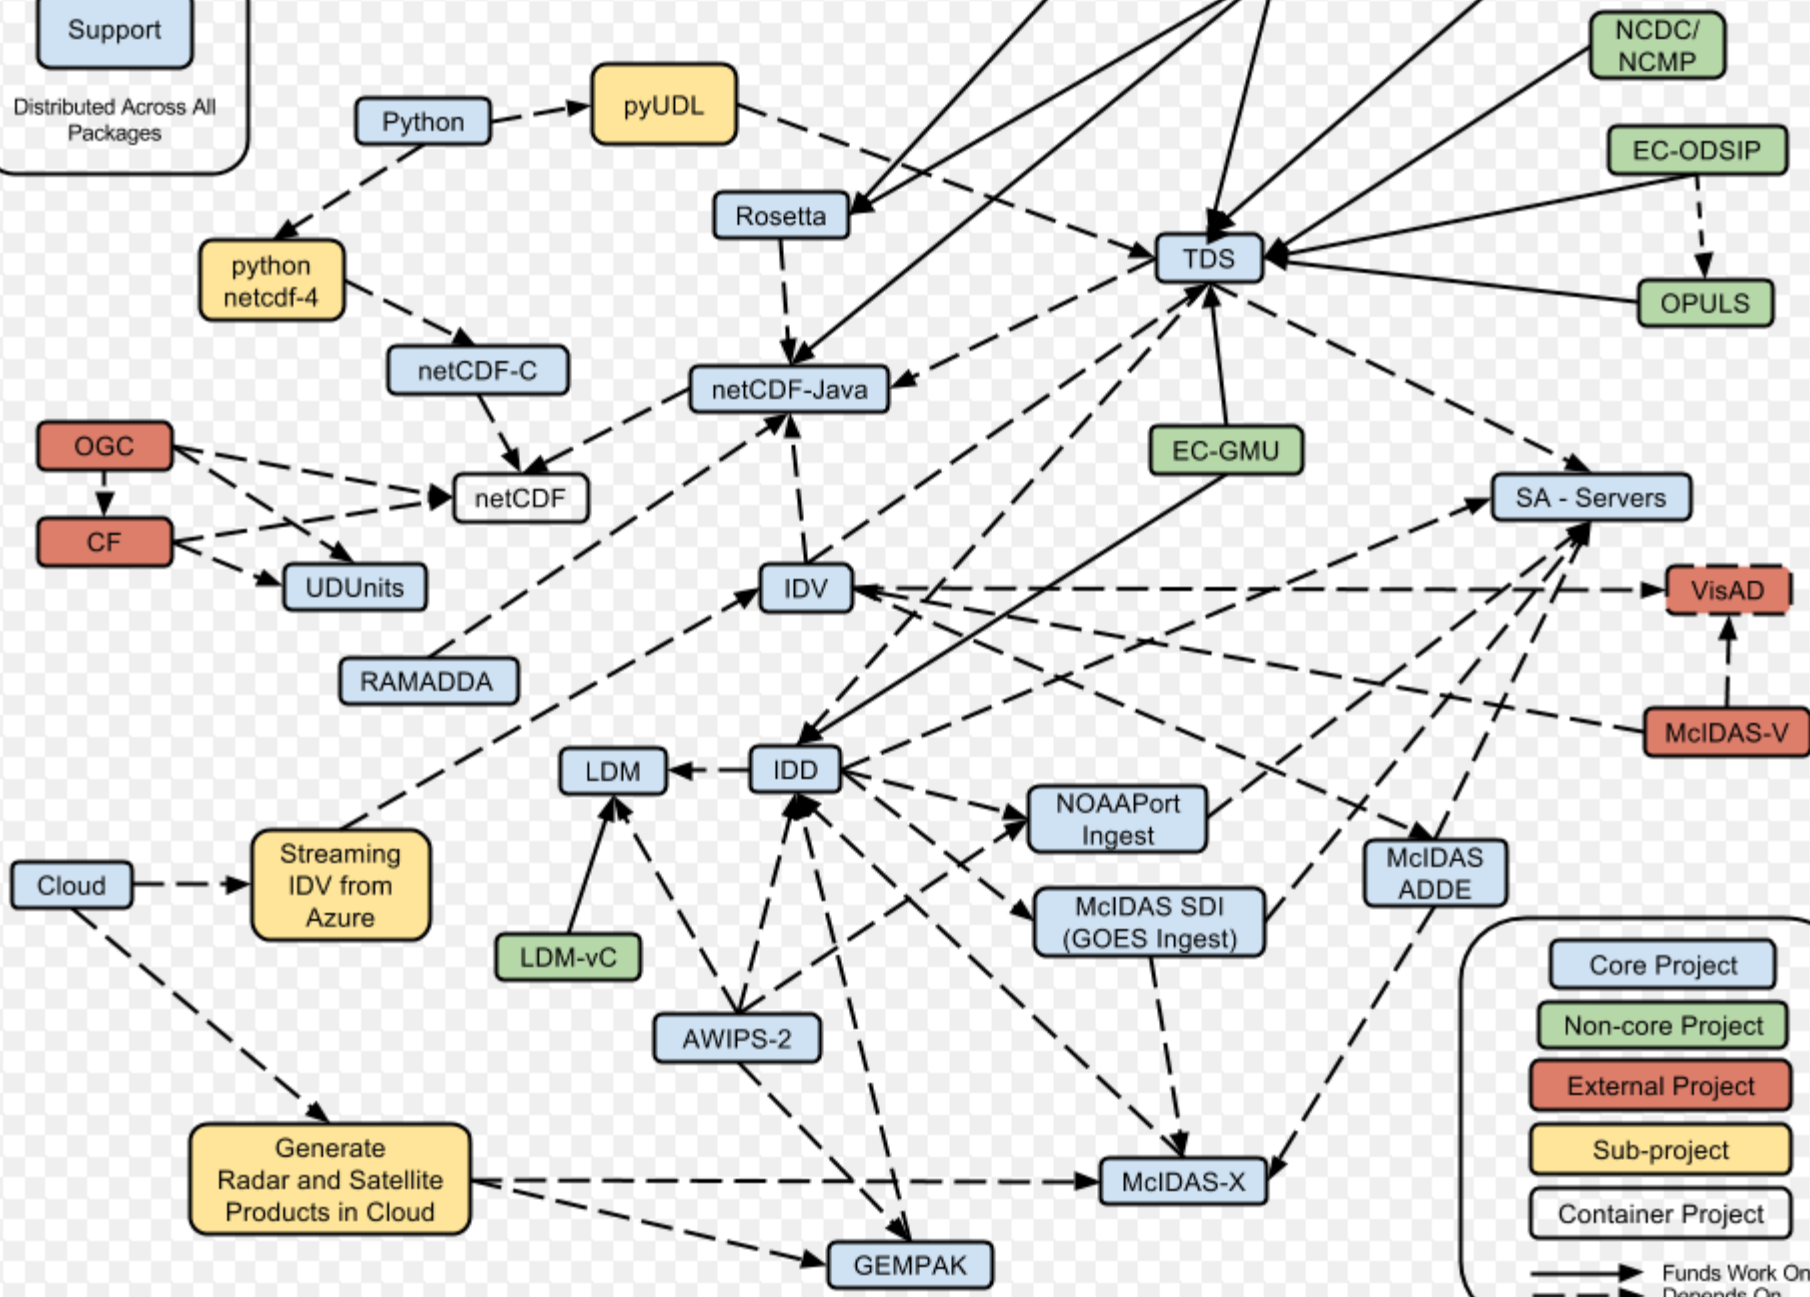 Support
Distributed Across All
Packages
NCDC/
NCMP
pyUDL
Python
EC-ODSIP
Rosetta
TDS
python
netcdf-4
OPULS
netCDF-C
netCDF-Java
OGC
EC-GMU
netCDF
SA - Servers
CF
UDUnits
IDV
VisAD
RAMADDA
McIDAS-V
LDM
IDD
NOAAPort
Ingest
Streaming
IDV from
Azure
McIDAS
ADDE
Cloud
McIDAS SDI
(GOES Ingest)
LDM-vC
AWIPS-2
Generate
Radar and Satellite
Products in Cloud
McIDAS-X
GEMPAK
Core Project
Non-core Project
External Project
Sub-project
Container Project
Funds Work On
Depends On